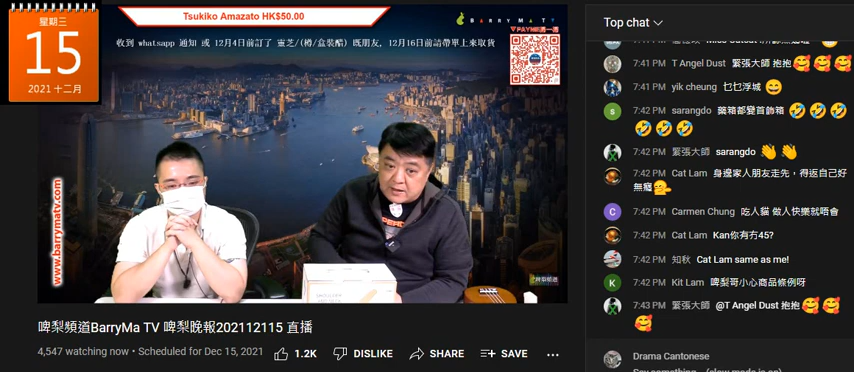 星期三
15
2021 十二月
Tsukiko Amazato HK$50.00
BARRYMA TV
PAYME
收到 whatsapp 通知 或 12月4日前訂了 靈芝/(樽/盒裝酷) 既朋友, 12月16日前請帶單上來取貨
www.barrymatv.com
啤梨頻道BarryMa TV 啤梨晚報202112115 直播
4,547 watching now • Scheduled for Dec 15, 2021
1.2K
DISLIKE
SHARE
SAVE
Top chat
7:41 PM T Angel Dust 緊張大師 抱抱
7:41 PM yik cheung 乜乜浮城
7:42 PM sarangdo 藥箱都變首飾箱
7:42 PM 緊張大師 sarangdo
7:42 PM Cat Lam 身邊家人朋友走先，得返自己好
無癮
7:42 PM Carmen Chung 吃人貓 做人快樂就唔會
7:42 PM Cat Lam Kan你有冇45?
7:42 PM 知秋 Cat Lam same as me!
7:42 PM Kit Lam 啤梨哥小心商品條例呀
7:43 PM 緊張大師 @T Angel Dust 抱抱
Drama Cantonese